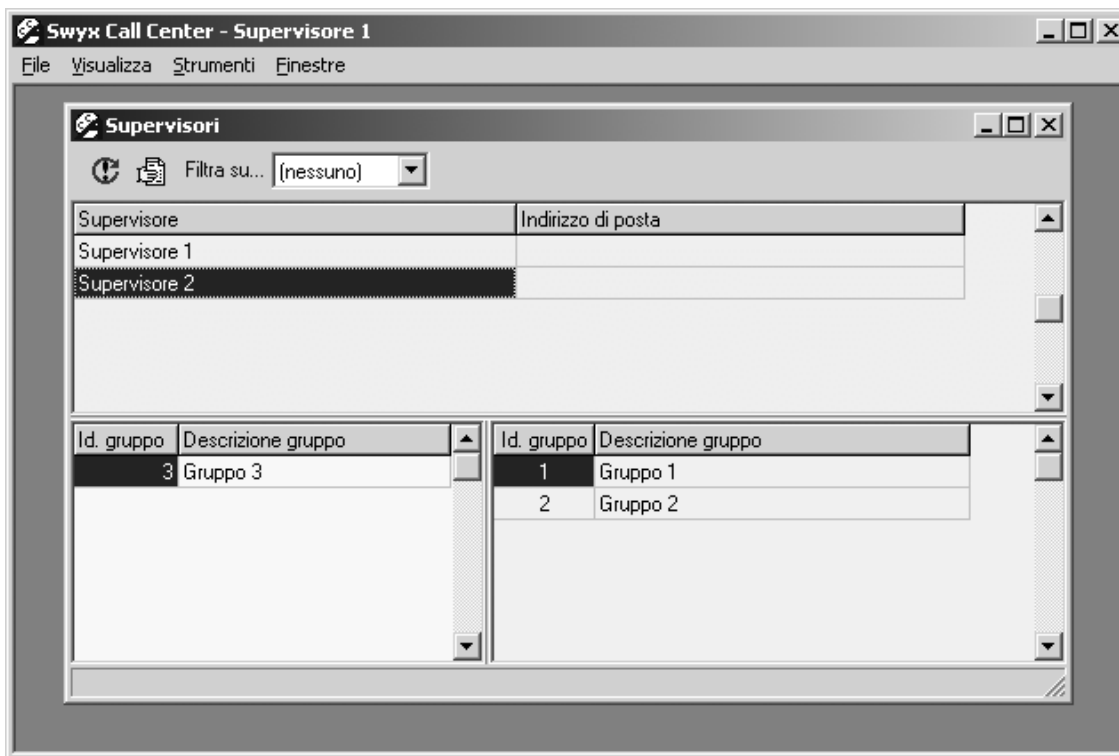 Swyx Call Center - Supervisore 1
File Visualizza Strumenti Finestre
Supervisori
Filtra su... (nessuno)
Supervisore Indirizzo di posta
Supervisore 1
Supervisore 2
Id. gruppo Descrizione gruppo Id. gruppo Descrizione gruppo
3 Gruppo 3 1 Gruppo 1
2 Gruppo 2